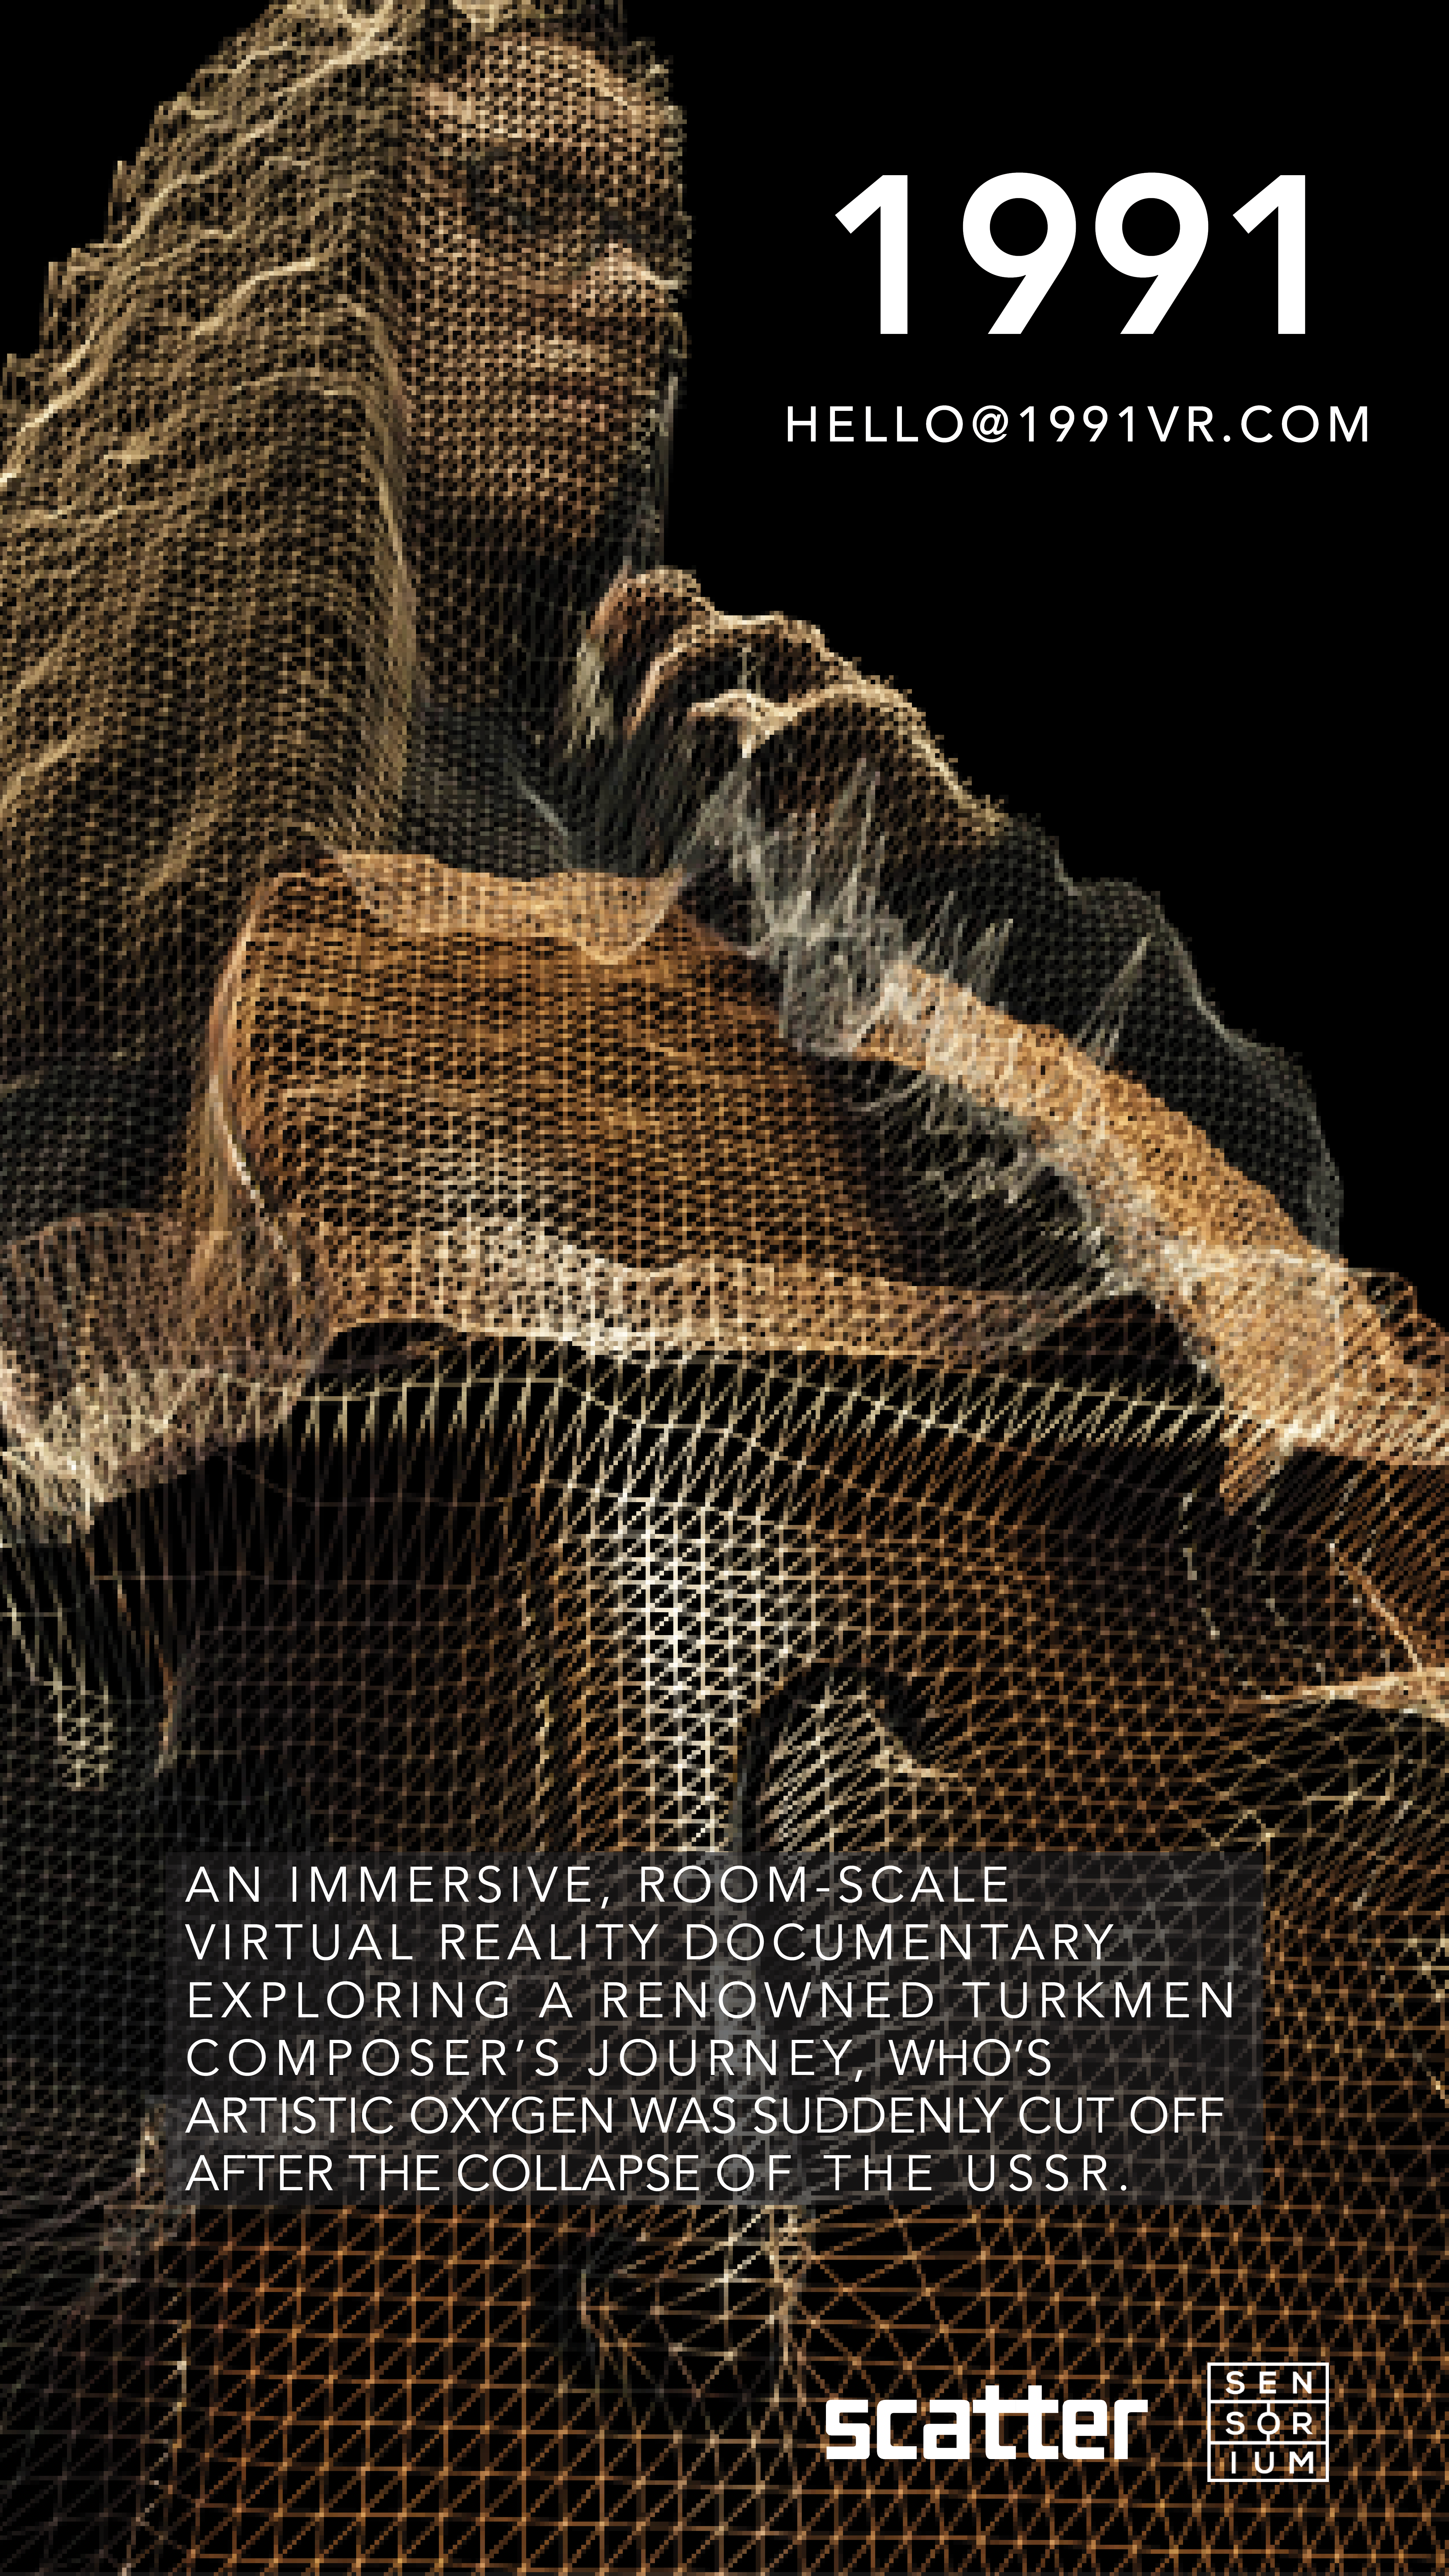 1991
HELLO@1991VR.COM
AN IMMERSIVE, ROOM-SCALE
VIRTUAL REALITY DOCUMENTARY
EXPLORING A RENOWNED TURKMEN
COMPOSER’S JOURNEY, WHO’S
ARTISTIC OXYGEN WAS SUDDENLY CUT OFF
AFTER THE COLLAPSE OF THE USSR.
scatter
SEN
SOR
IUM